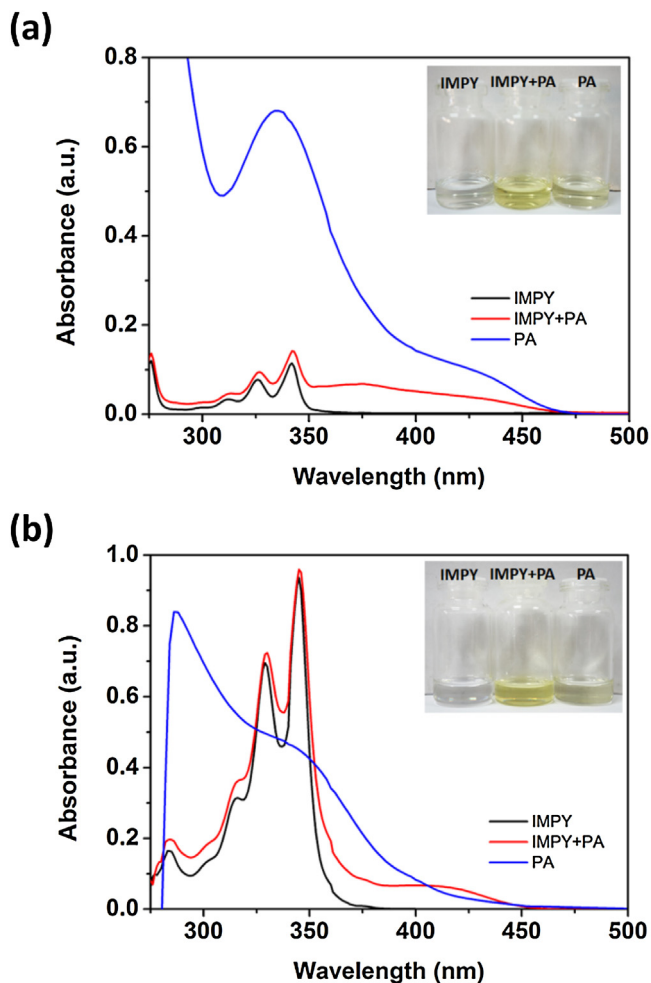 (a)
0.8
0.6
0.4
0.2
0.0
Absorbance (a.u.)
IMPY IMPY+PA PA
IMPY
IMPY+PA
PA
300 350 400 450 500
Wavelength (nm)
(b)
1.0
0.8
0.6
0.4
0.2
0.0
Absorbance (a.u.)
IMPY IMPY+PA PA
IMPY
IMPY+PA
PA
300 350 400 450 500
Wavelength (nm)